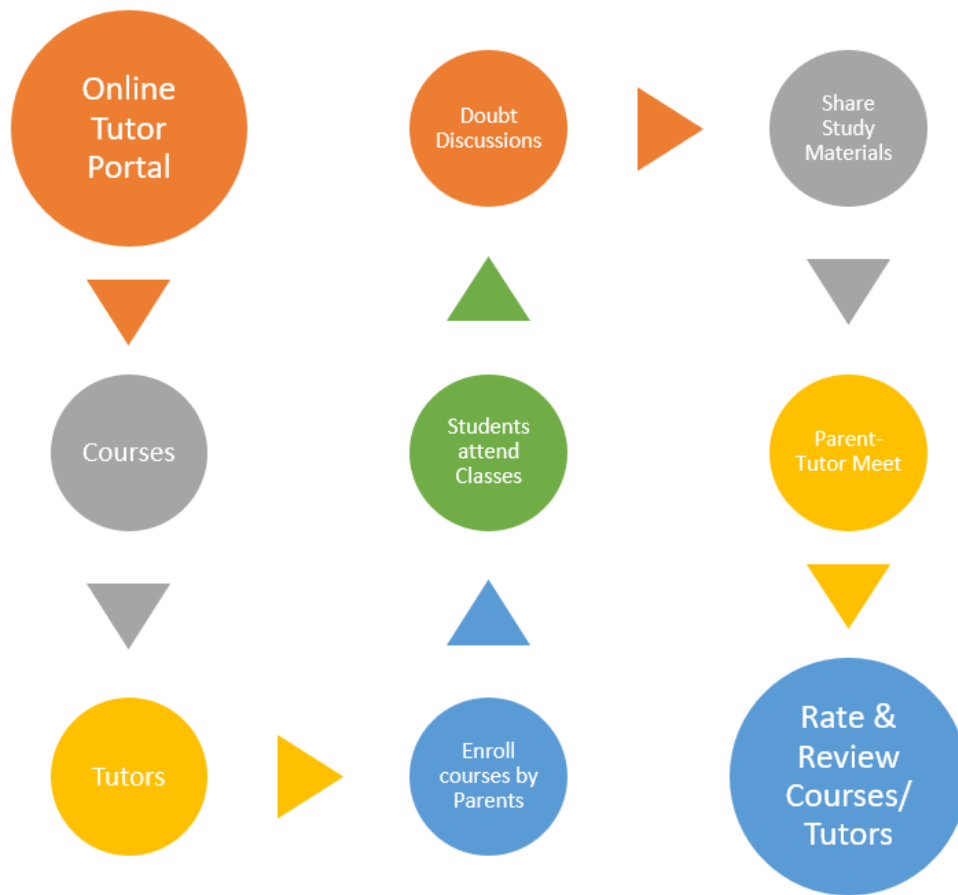 Online
Tutor
Portal
Courses
Tutors
Enroll
courses by
Parents
Students
attend
Classes
Doubt
Discussions
Share
Study
Materials
Parent-
Tutor Meet
Rate &
Review
Courses/
Tutors